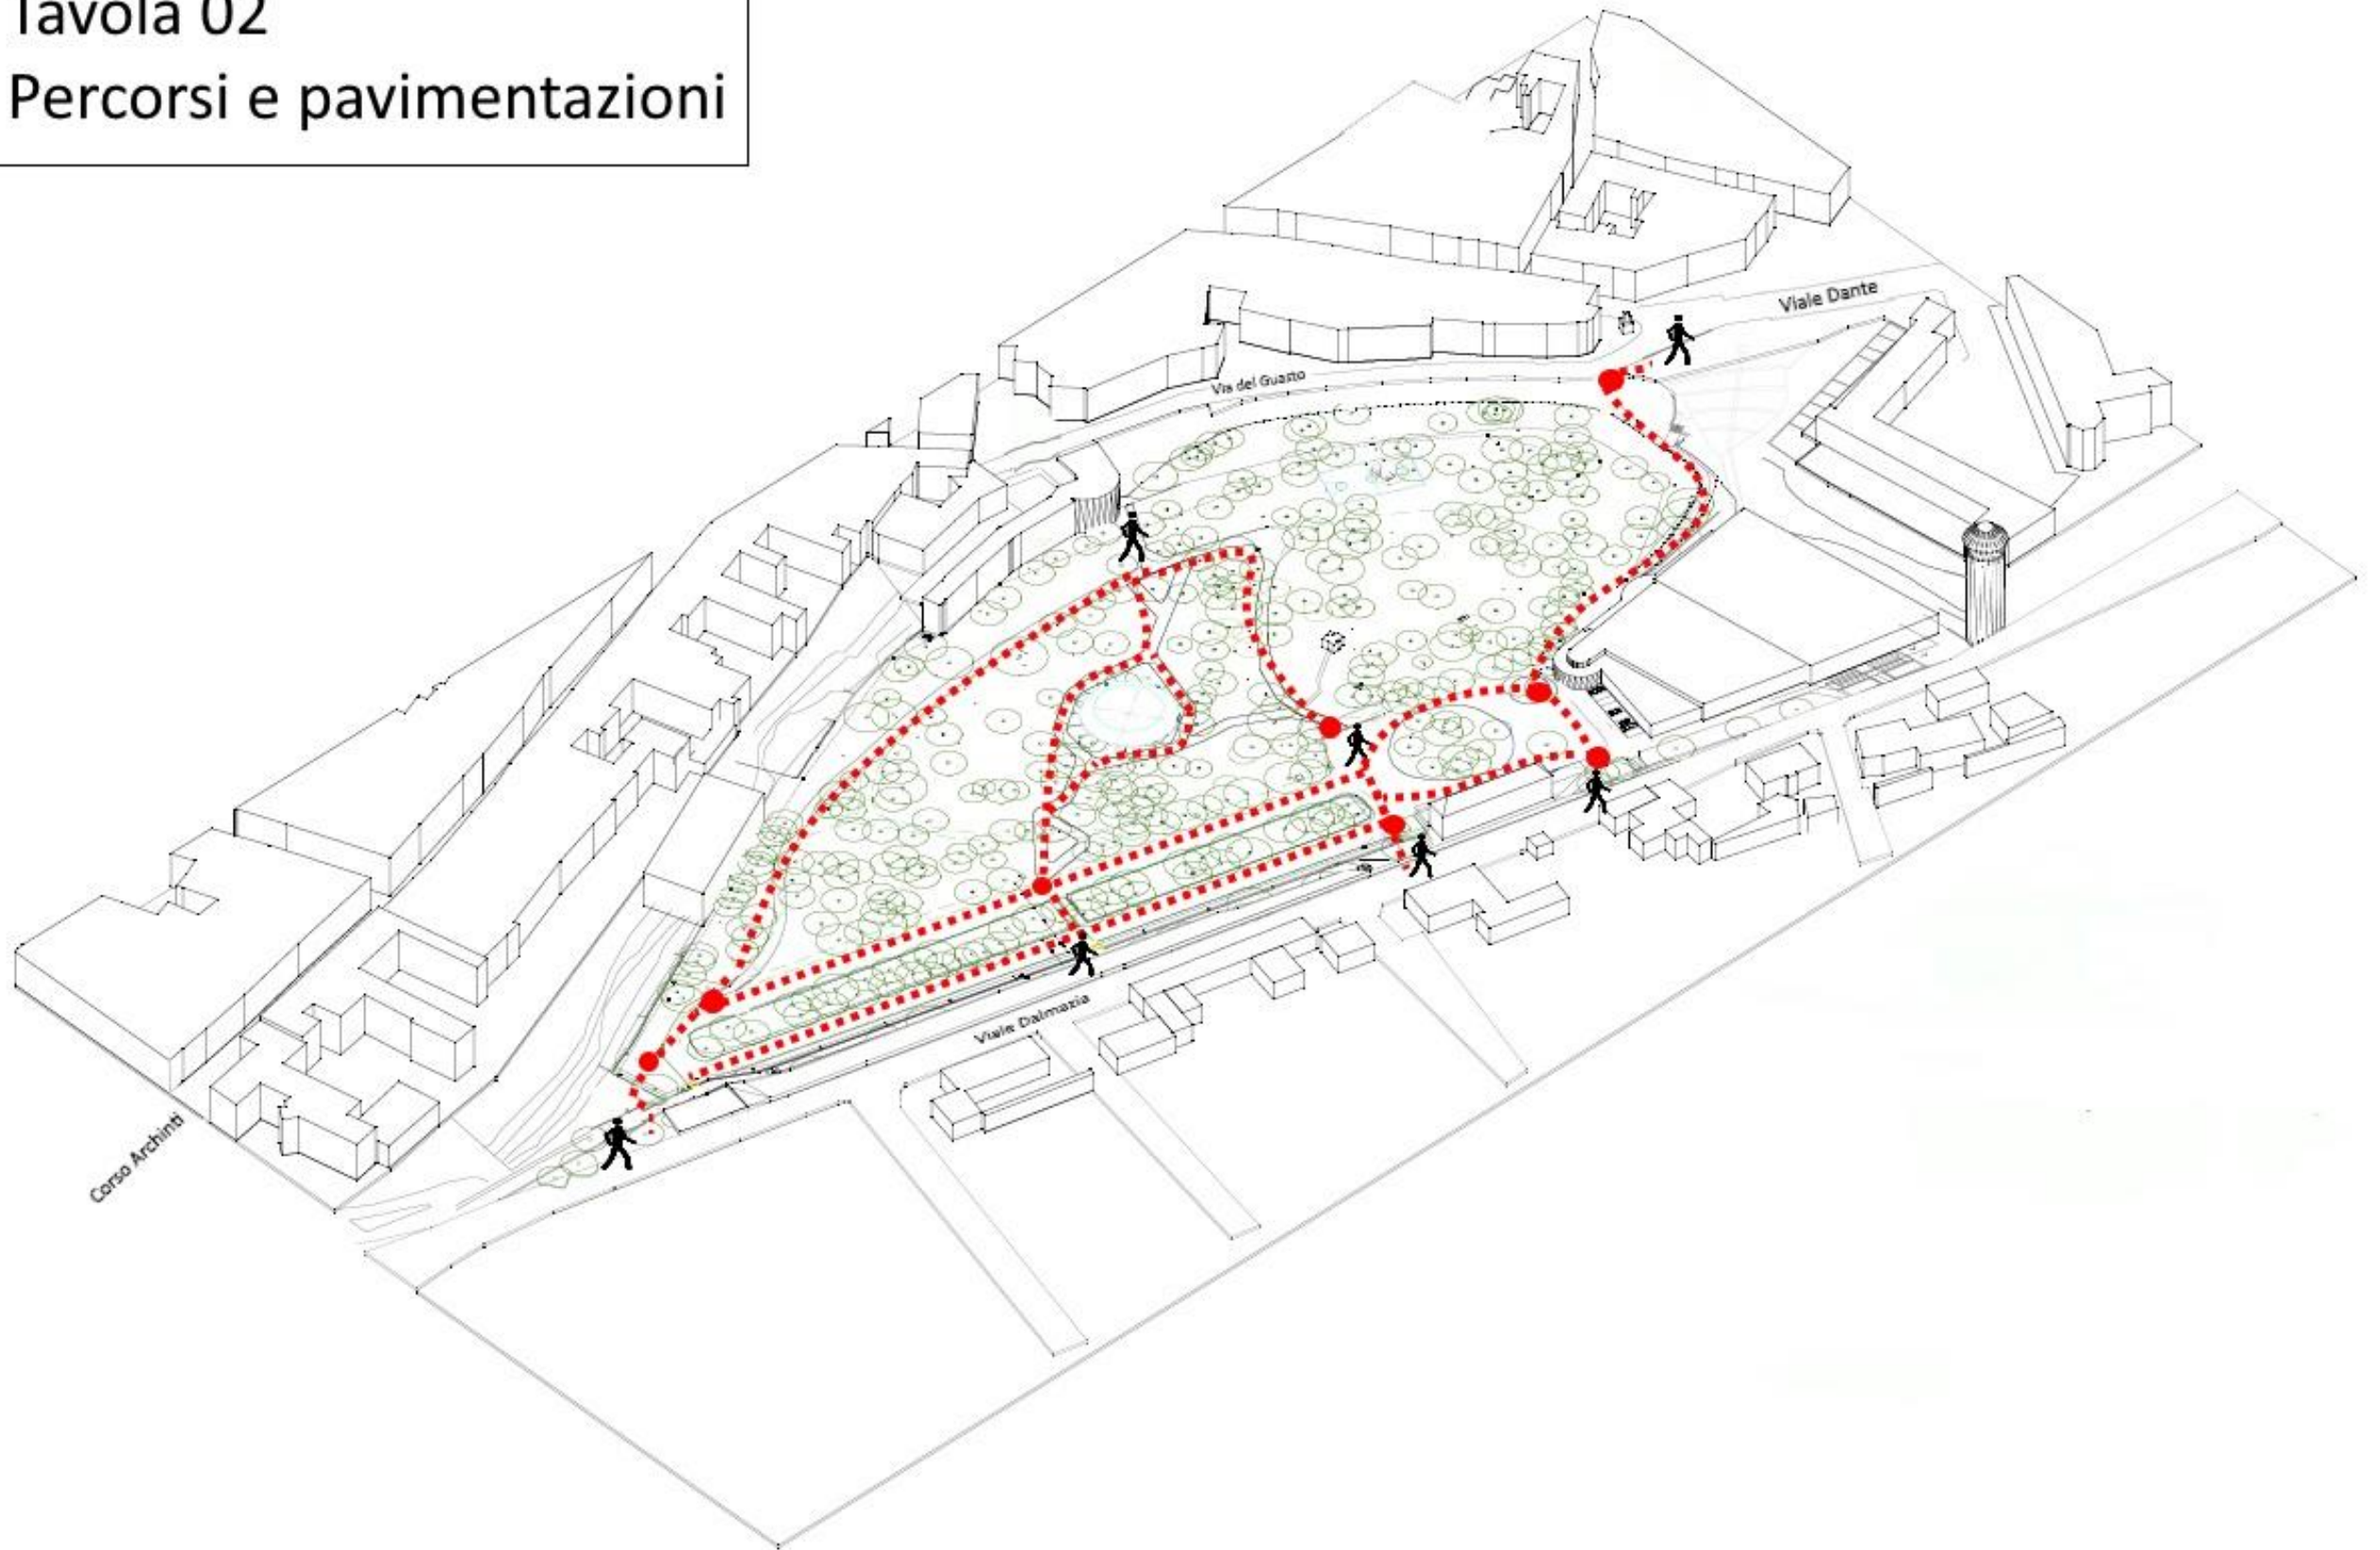 Tavola 02
Percorsi e pavimentazioni
Viale Dante
Via del Guasto
Viale Dalmazia
Corso Archinti